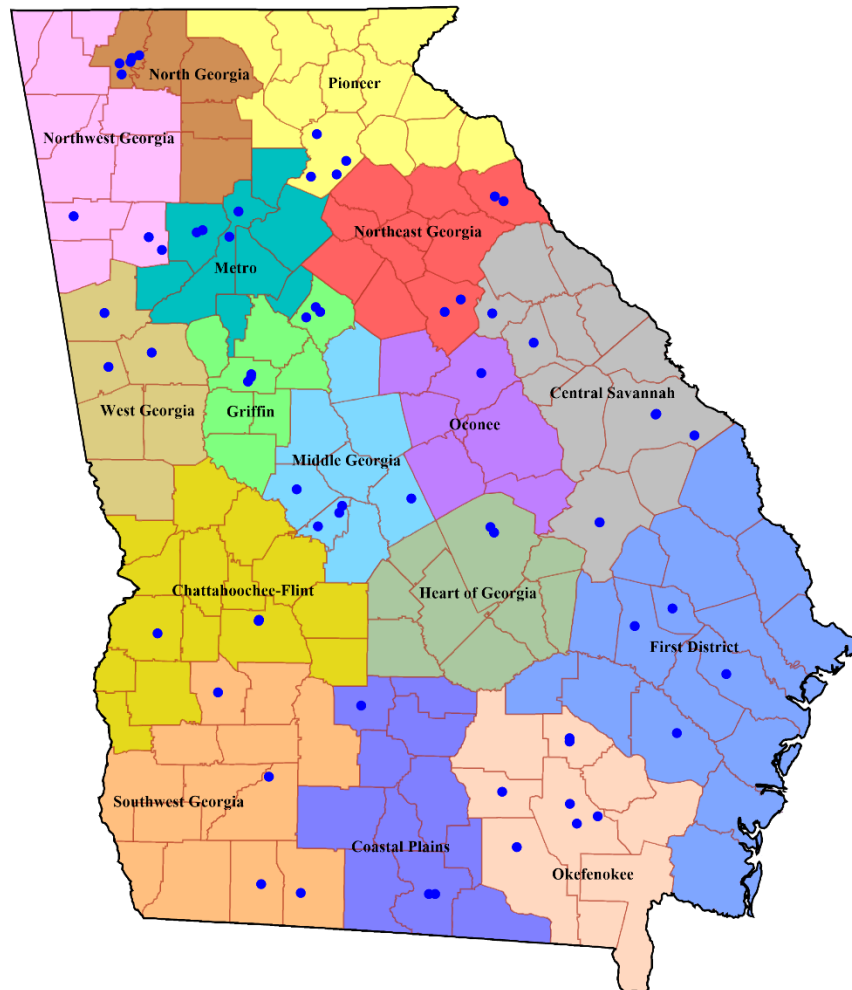 North Georgia
Pioneer
Northwest Georgia
Northeast Georgia
Metro
Central Savannah
West Georgia
Griffin
Oconee
Middle Georgia
Chattahoochee-Flint
Heart of Georgia
First District
Southwest Georgia
Coastal Plains
Okefenokee